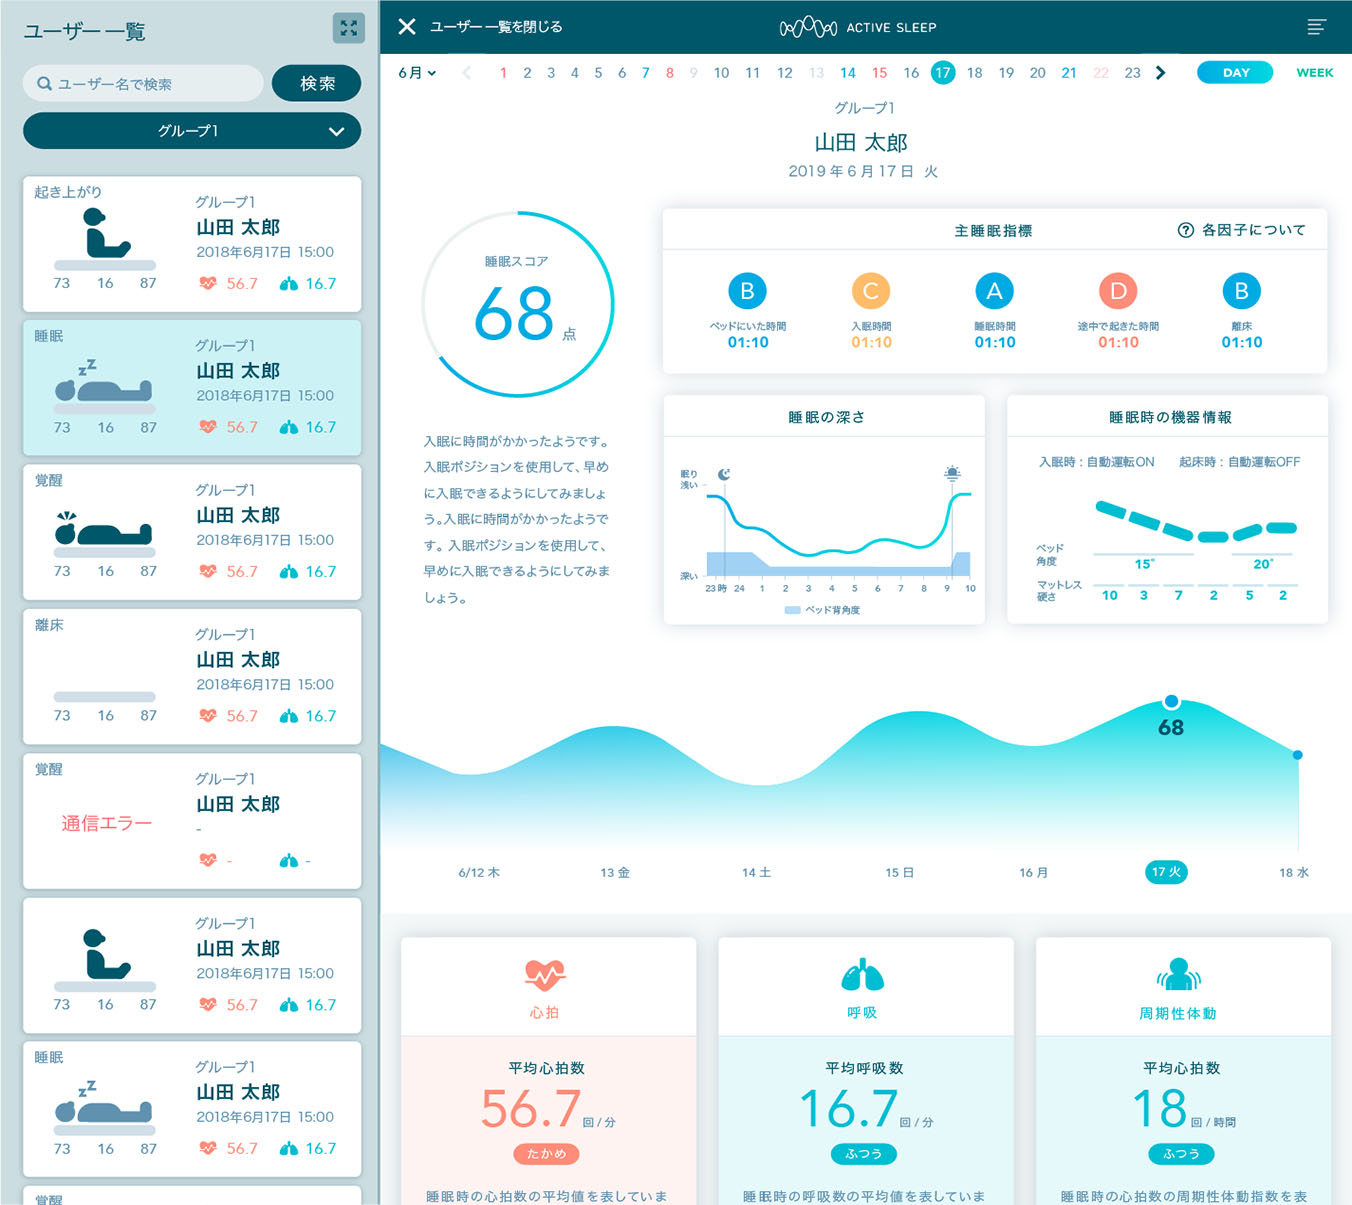 ユーザー 一覧
ユーザー名で検索
検索
グループ1
起き上がり
グループ1
山田 太郎
2018年6月17日 15:00
73 16 87
56.7 16.7
睡眠
グループ1
山田 太郎
2018年6月17日 15:00
73 16 87
56.7 16.7
覚醒
グループ1
山田 太郎
2018年6月17日 15:00
73 16 87
56.7 16.7
離床
グループ1
山田 太郎
2018年6月17日 15:00
73 16 87
56.7 16.7
覚醒
グループ1
山田 太郎
-
通信エラー
- -
グループ1
山田 太郎
2018年6月17日 15:00
73 16 87
56.7 16.7
睡眠
グループ1
山田 太郎
2018年6月17日 15:00
73 16 87
56.7 16.7
覚醒
ユーザー 一覧を閉じる
ACTIVE SLEEP
6月 1 2 3 4 5 6 7 8 9 10 11 12 13 14 15 16 17 18 19 20 21 22 23 DAY WEEK
グループ1
山田 太郎
2019年6月17日 火
睡眠スコア
68 点
入眠に時間がかかったようです。
入眠ポジションを使用して、早め
に入眠できるようにしてみましょ
う。入眠に時間がかかったようで
す。 入眠ポジションを使用して、
早めに入眠できるようにしてみま
しょう。
主睡眠指標
? 各因子について
B C A D B
ベッドにいた時間 入眠時間 睡眠時間 途中で起きた時間 離床
01:10 01:10 01:10 01:10 01:10
睡眠の深さ
眠り
浅い
深い
23時 24 1 2 3 4 5 6 7 8 9 10
ベッド背角度
睡眠時の機器情報
入眠時 : 自動運転ON 起床時 : 自動運転OFF
ベッド
角度
15° 20°
マットレス
硬さ
10 3 7 2 5 2
68
6/12 木 13 金 14 土 15 日 16 月 17 火 18 水
心拍
平均心拍数
56.7 回 / 分
たかめ
睡眠時の心拍数の平均値を表していま
呼吸
平均呼吸数
16.7 回 / 分
ふつう
睡眠時の呼吸数の平均値を表していま
周期性体動
平均心拍数
18 回 / 時間
ふつう
睡眠時の心拍数の周期性体動指数を表